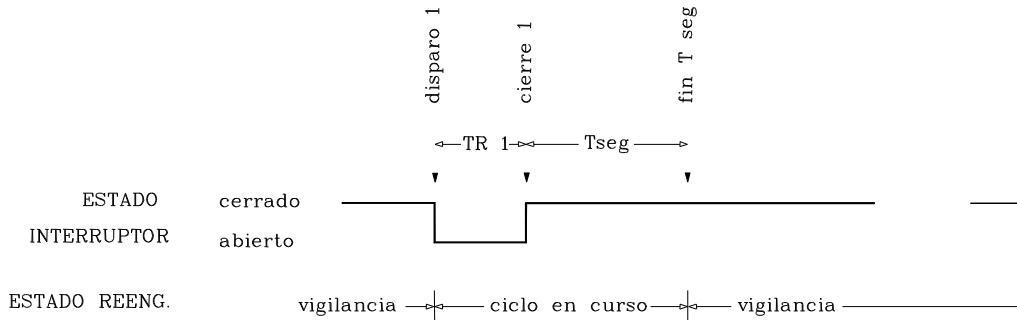 disparo 1
cierre 1
fin T seg
TR 1
Tseg
ESTADO cerrado
INTERRUPTOR abierto
ESTADO REENG. vigilancia ciclo en curso vigilancia